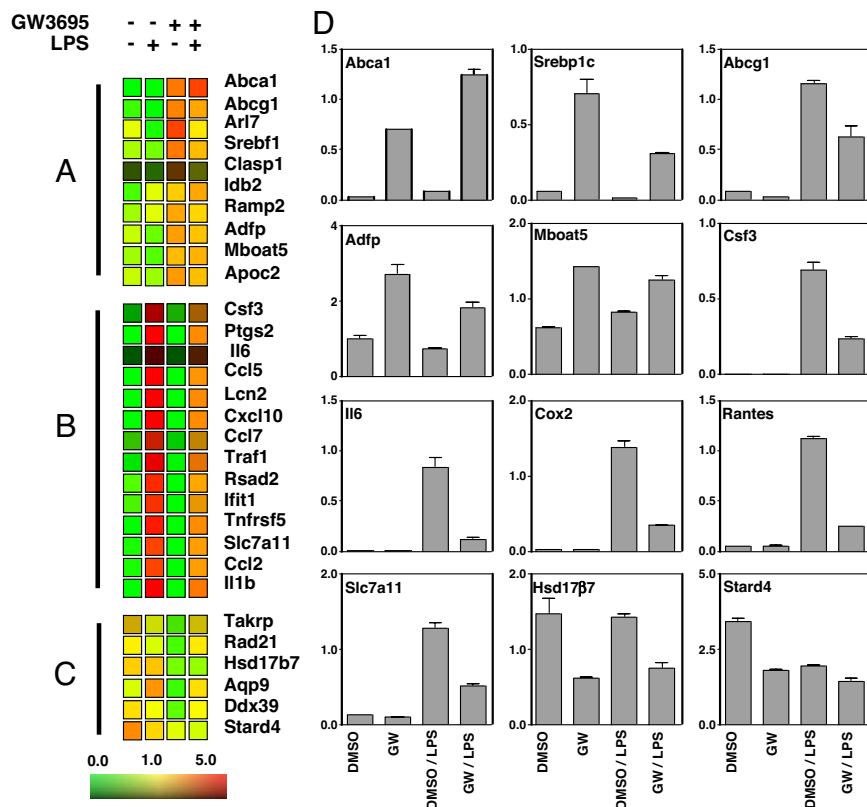 GW3695 - - + +
LPS - + - +
A
Abca1
Abcg1
Arl7
Srebf1
Clasp1
Idb2
Ramp2
Adfp
Mboat5
Apoc2
B
Csf3
Ptgs2
Il6
Ccl5
Lcn2
Cxcl10
Ccl7
Traf1
Rsad2
Ifit1
Tnfrsf5
Slc7a11
Ccl2
Il1b
C
Takrp
Rad21
Hsd17b7
Aqp9
Ddx39
Stard4
0.0 1.0 5.0
D
Abca1
1.5
1.0
0.5
0.0
Srebp1c
1.0
0.5
0.0
Abcg1
1.5
1.0
0.5
0.0
Adfp
4
2
0
Mboat5
2.0
1.0
0.0
Csf3
1.0
0.5
0.0
Il6
1.5
1.0
0.5
0.0
Cox2
2.0
1.0
0.0
Rantes
1.5
1.0
0.5
0.0
Slc7a11
2.0
1.0
0.0
Hsd17β7
2.0
1.5
1.0
0.5
0.0
Stard4
5.0
2.5
0.0
DMSO
GW
DMSO / LPS
GW / LPS
DMSO
GW
DMSO / LPS
GW / LPS
DMSO
GW
DMSO / LPS
GW / LPS